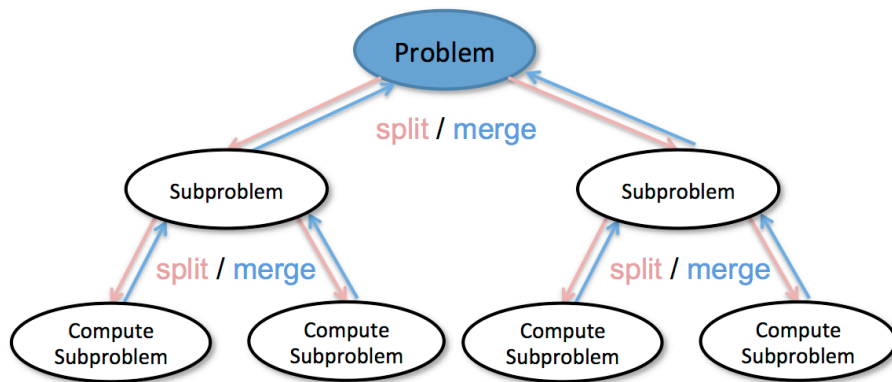 Problem
split / merge
Subproblem
Subproblem
split / merge
split / merge
Compute
Subproblem
Compute
Subproblem
Compute
Subproblem
Compute
Subproblem